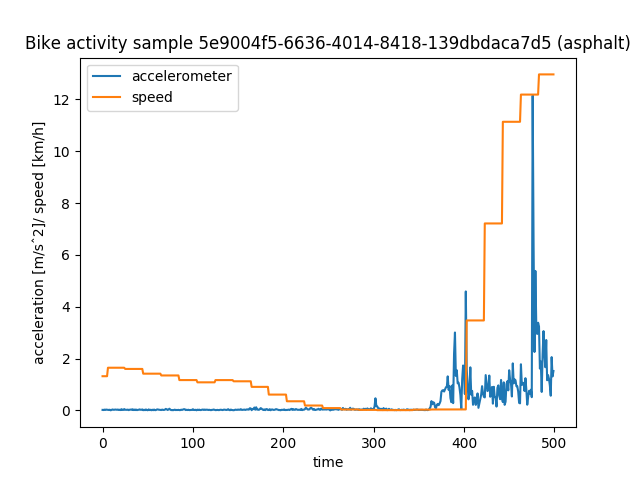 Bike activity sample 5e9004f5-6636-4014-8418-139dbdaca7d5 (asphalt)
accelerometer
speed
acceleration [m/s^2]/ speed [km/h]
12
10
8
6
4
2
0
0 100 200 300 400 500
time